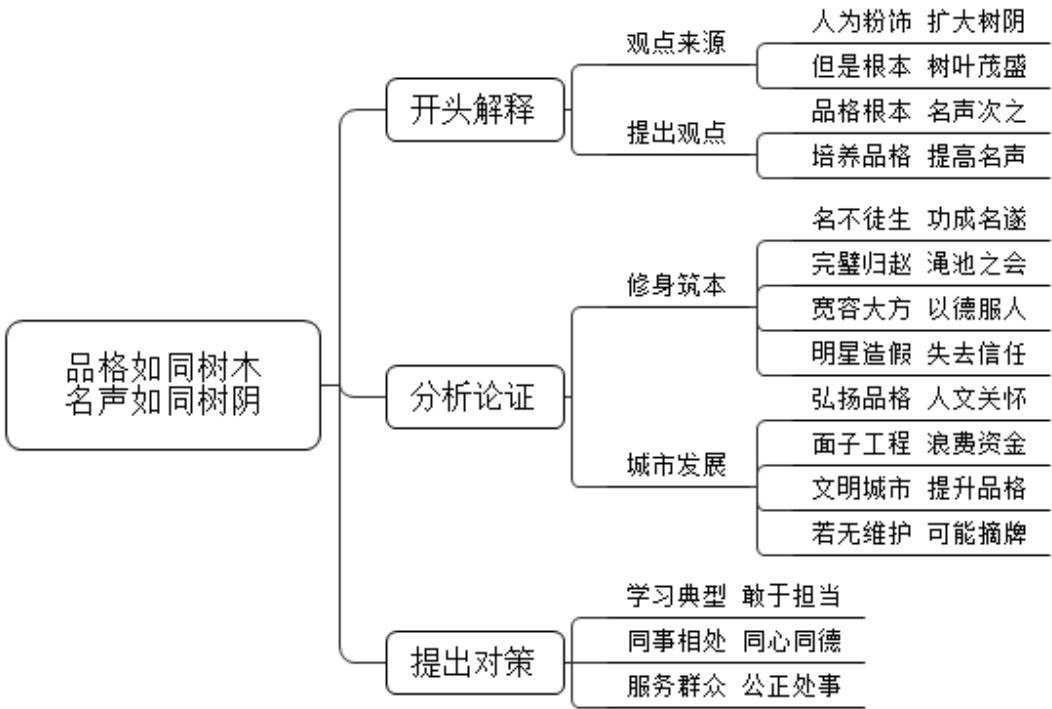 品格如同树木
名声如同树阴
开头解释
观点来源
人为粉饰 扩大树阴
但是根本 树叶茂盛
提出观点
品格根本 名声次之
培养品格 提高名声
分析论证
修身筑本
名不徒生 功成名遂
完璧归赵 渑池之会
宽容大方 以德服人
明星造假 失去信任
城市发展
弘扬品格 人文关怀
面子工程 浪费资金
文明城市 提升品格
若无维护 可能摘牌
提出对策
学习典型 敢于担当
同事相处 同心同德
服务群众 公正处事